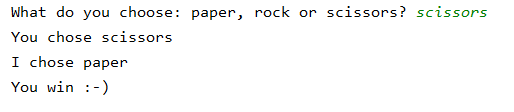 What do you choose: paper, rock or scissors? scissors
You chose scissors
I chose paper
You win :-)